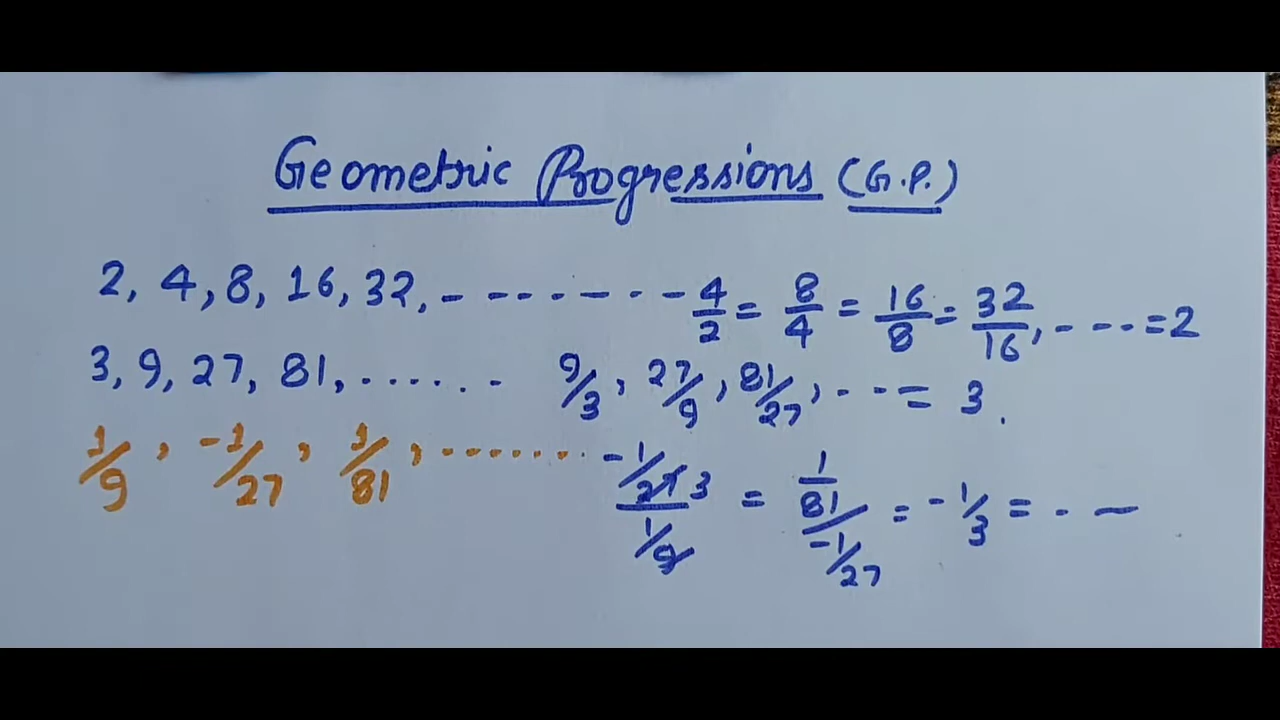 Geometric Progressions (G.P.)
2, 4, 8, 16, 32, - - - - - - - 4/2 = 8/4 = 16/8 = 32/16, - - - - = 2
3, 9, 27, 81, ...... - 9/3, 27/9, 81/27, - - - = 3.
1/9, -1/27, 1/81, ....... -1/27 3 / 1/9 = 1/81 / -1/27 = -1/3 = - —